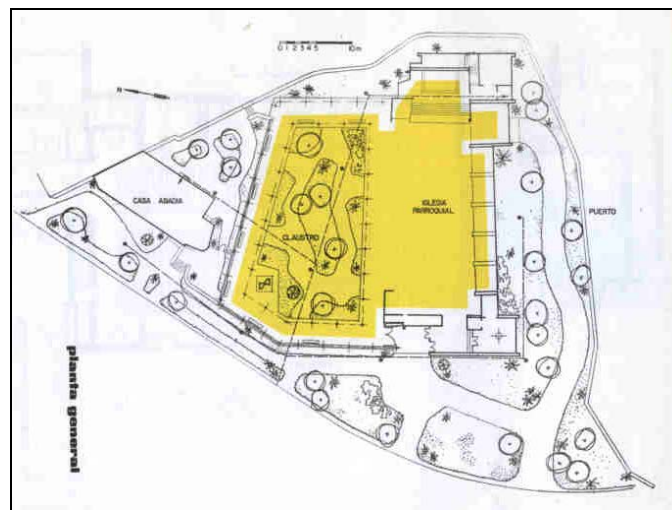 0 1 2 3 4 5 10m
N
CASA ABADIA
CLAUSTRO
IGLESIA
PARROQUIAL
PUERTO
planta general